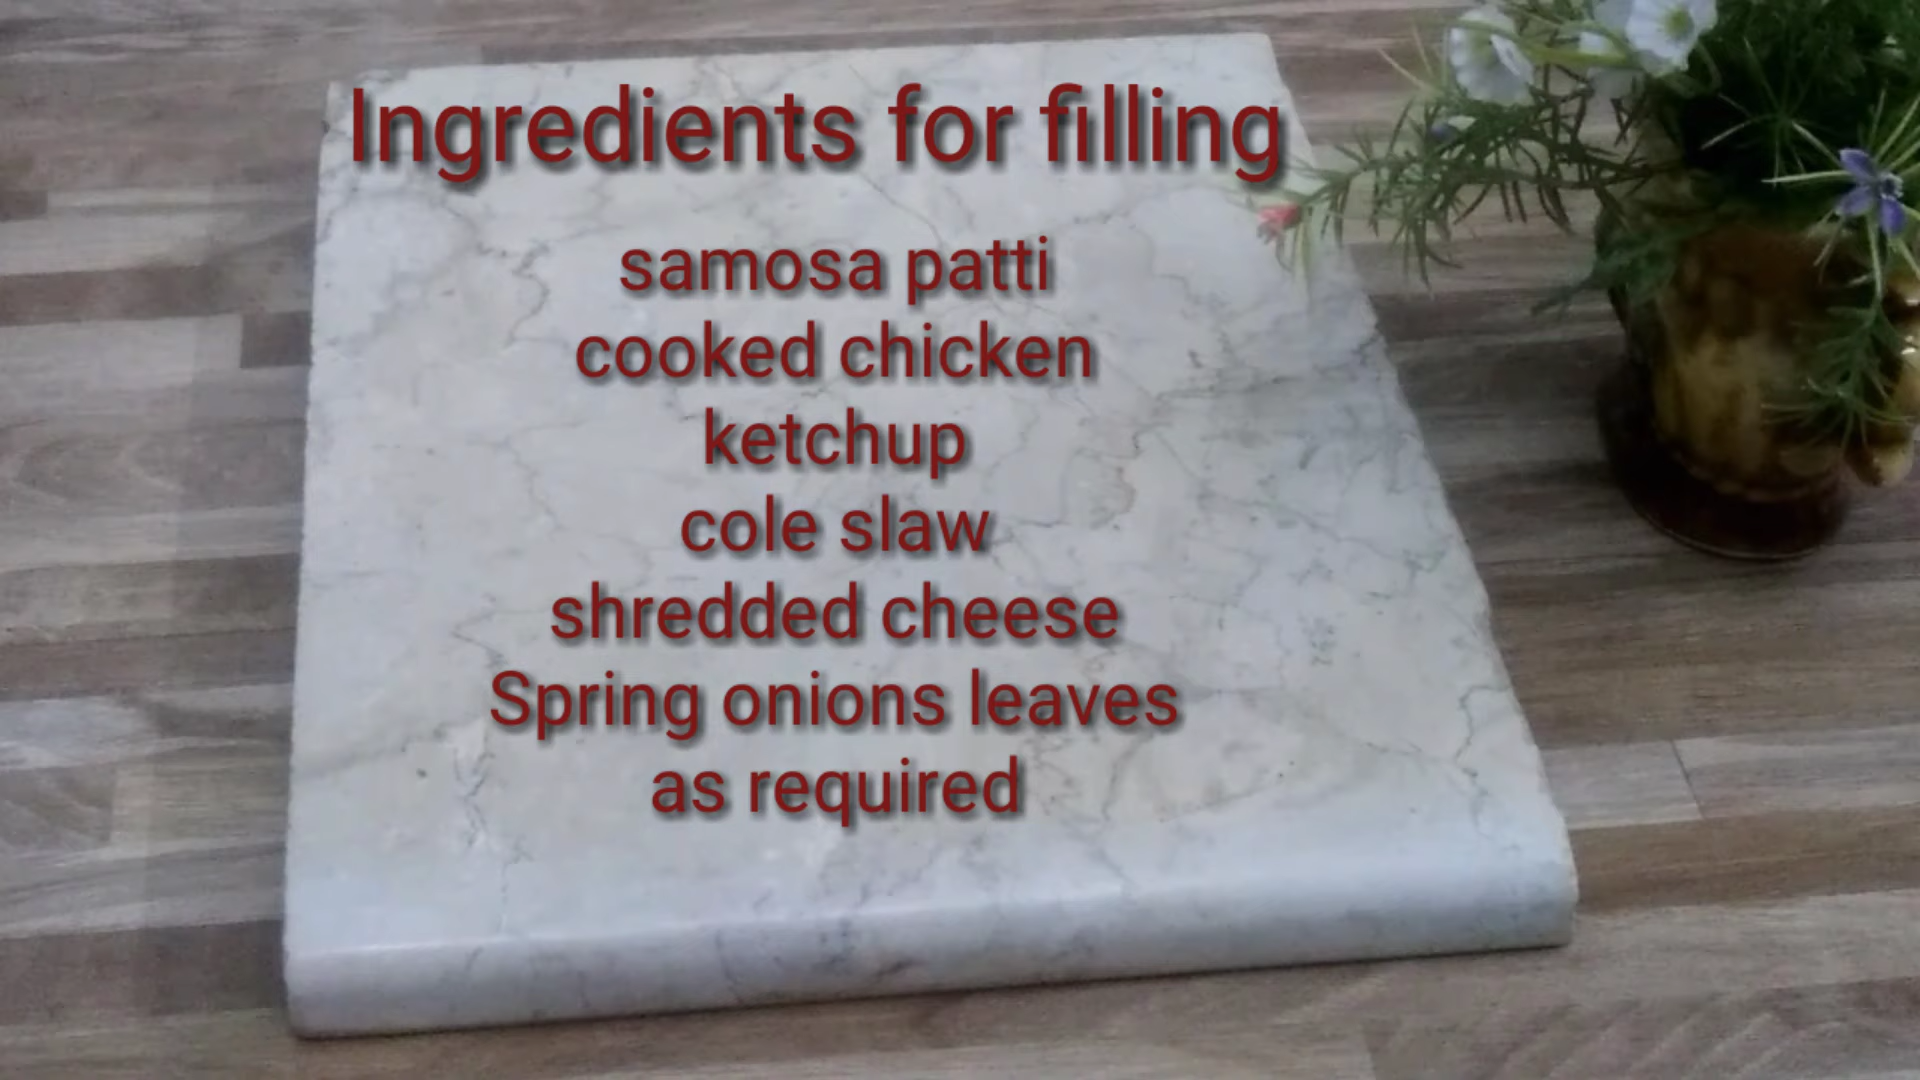 Ingredients for filling
samosa patti
cooked chicken
ketchup
cole slaw
shredded cheese
Spring onions leaves
as required